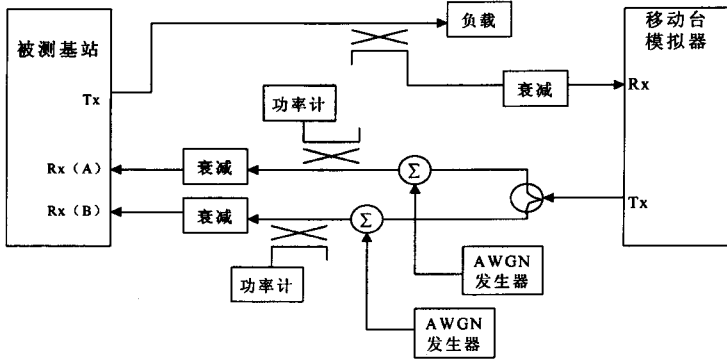 负载
移动台
模拟器
被测基站
Tx
衰减
Rx
功率计
Rx（A）
衰减
Σ
Rx（B）
衰减
Σ
Tx
功率计
AWGN
发生器
AWGN
发生器